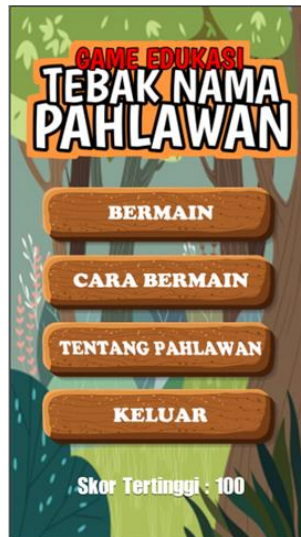 GAME EDUKASI
TEBAK NAMA
PAHLAWAN
BERMAIN
CARA BERMAIN
TENTANG PAHLAWAN
KELUAR
Skor Tertinggi : 100